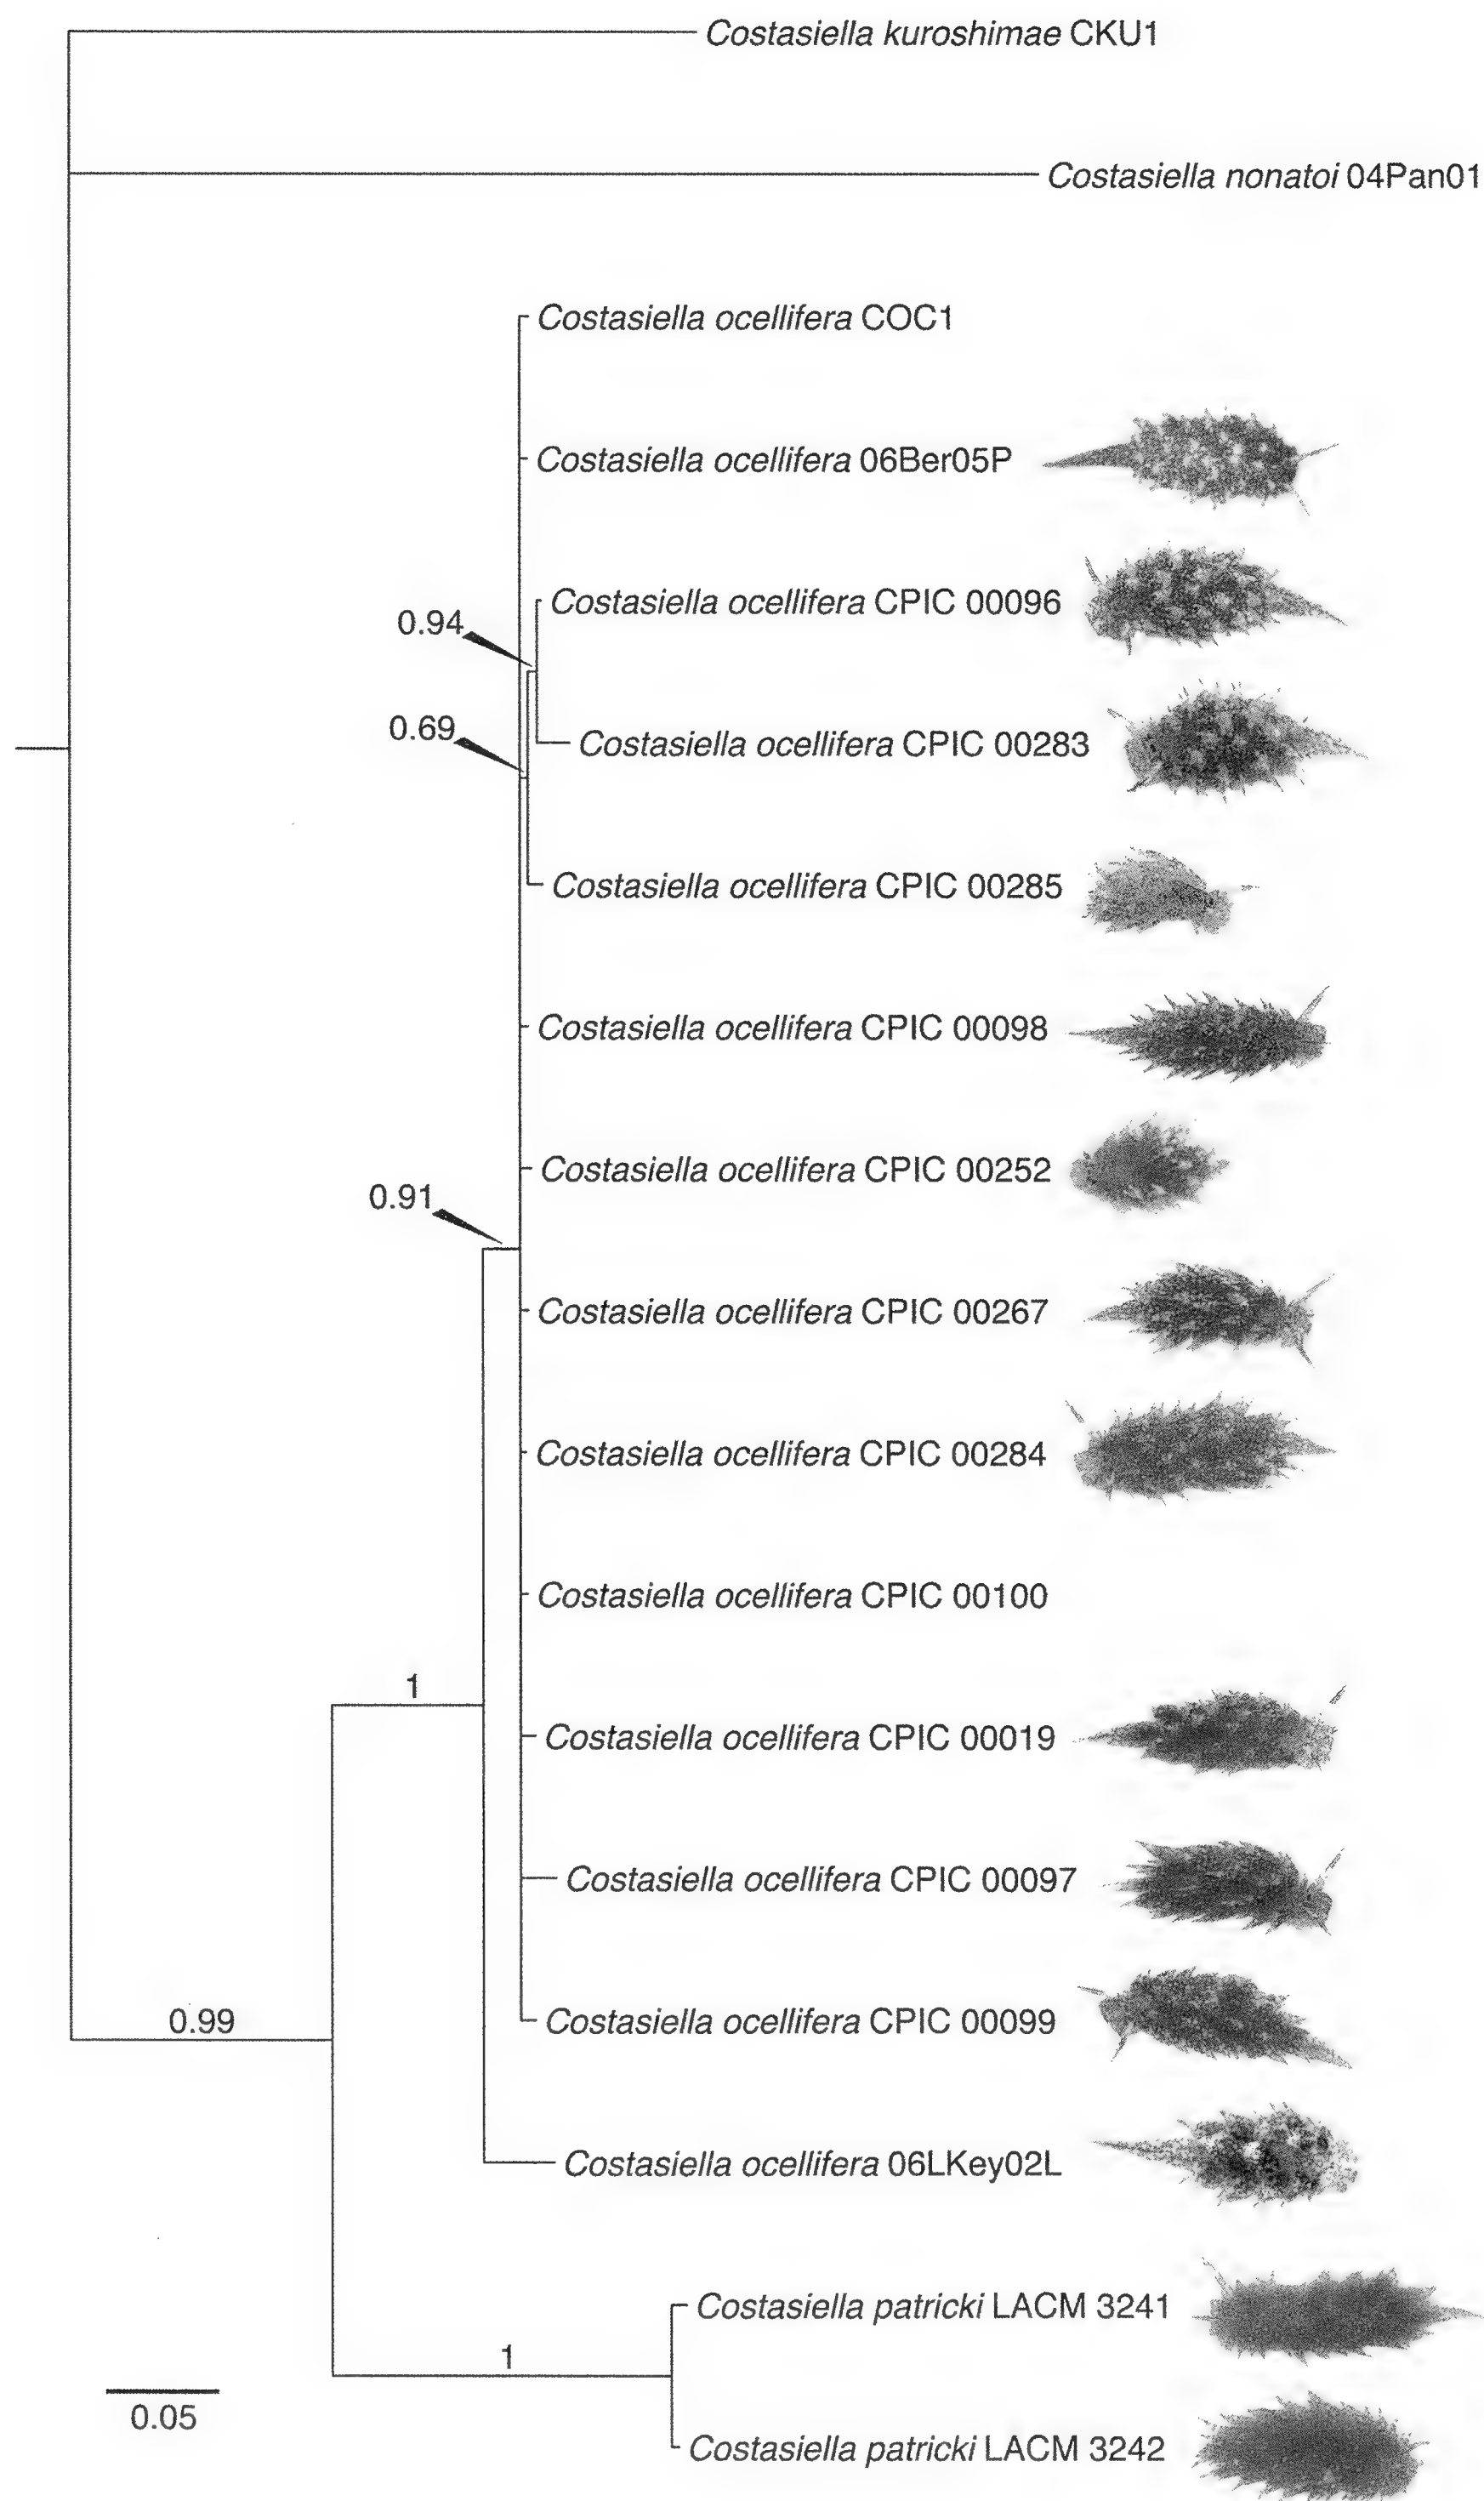 Costasiella kuroshimae CKU1
Costasiella nonatoi 04Pan01
Costasiella ocellifera COC1
Costasiella ocellifera 06Ber05P
Costasiella ocellifera CPIC 00096
0.94
0.69
Costasiella ocellifera CPIC 00283
Costasiella ocellifera CPIC 00285
Costasiella ocellifera CPIC 00098
Costasiella ocellifera CPIC 00252
0.91
Costasiella ocellifera CPIC 00267
Costasiella ocellifera CPIC 00284
Costasiella ocellifera CPIC 00100
1
Costasiella ocellifera CPIC 00019
Costasiella ocellifera CPIC 00097
0.99
Costasiella ocellifera CPIC 00099
Costasiella ocellifera 06LKey02L
Costasiella patricki LACM 3241
1
0.05
Costasiella patricki LACM 3242